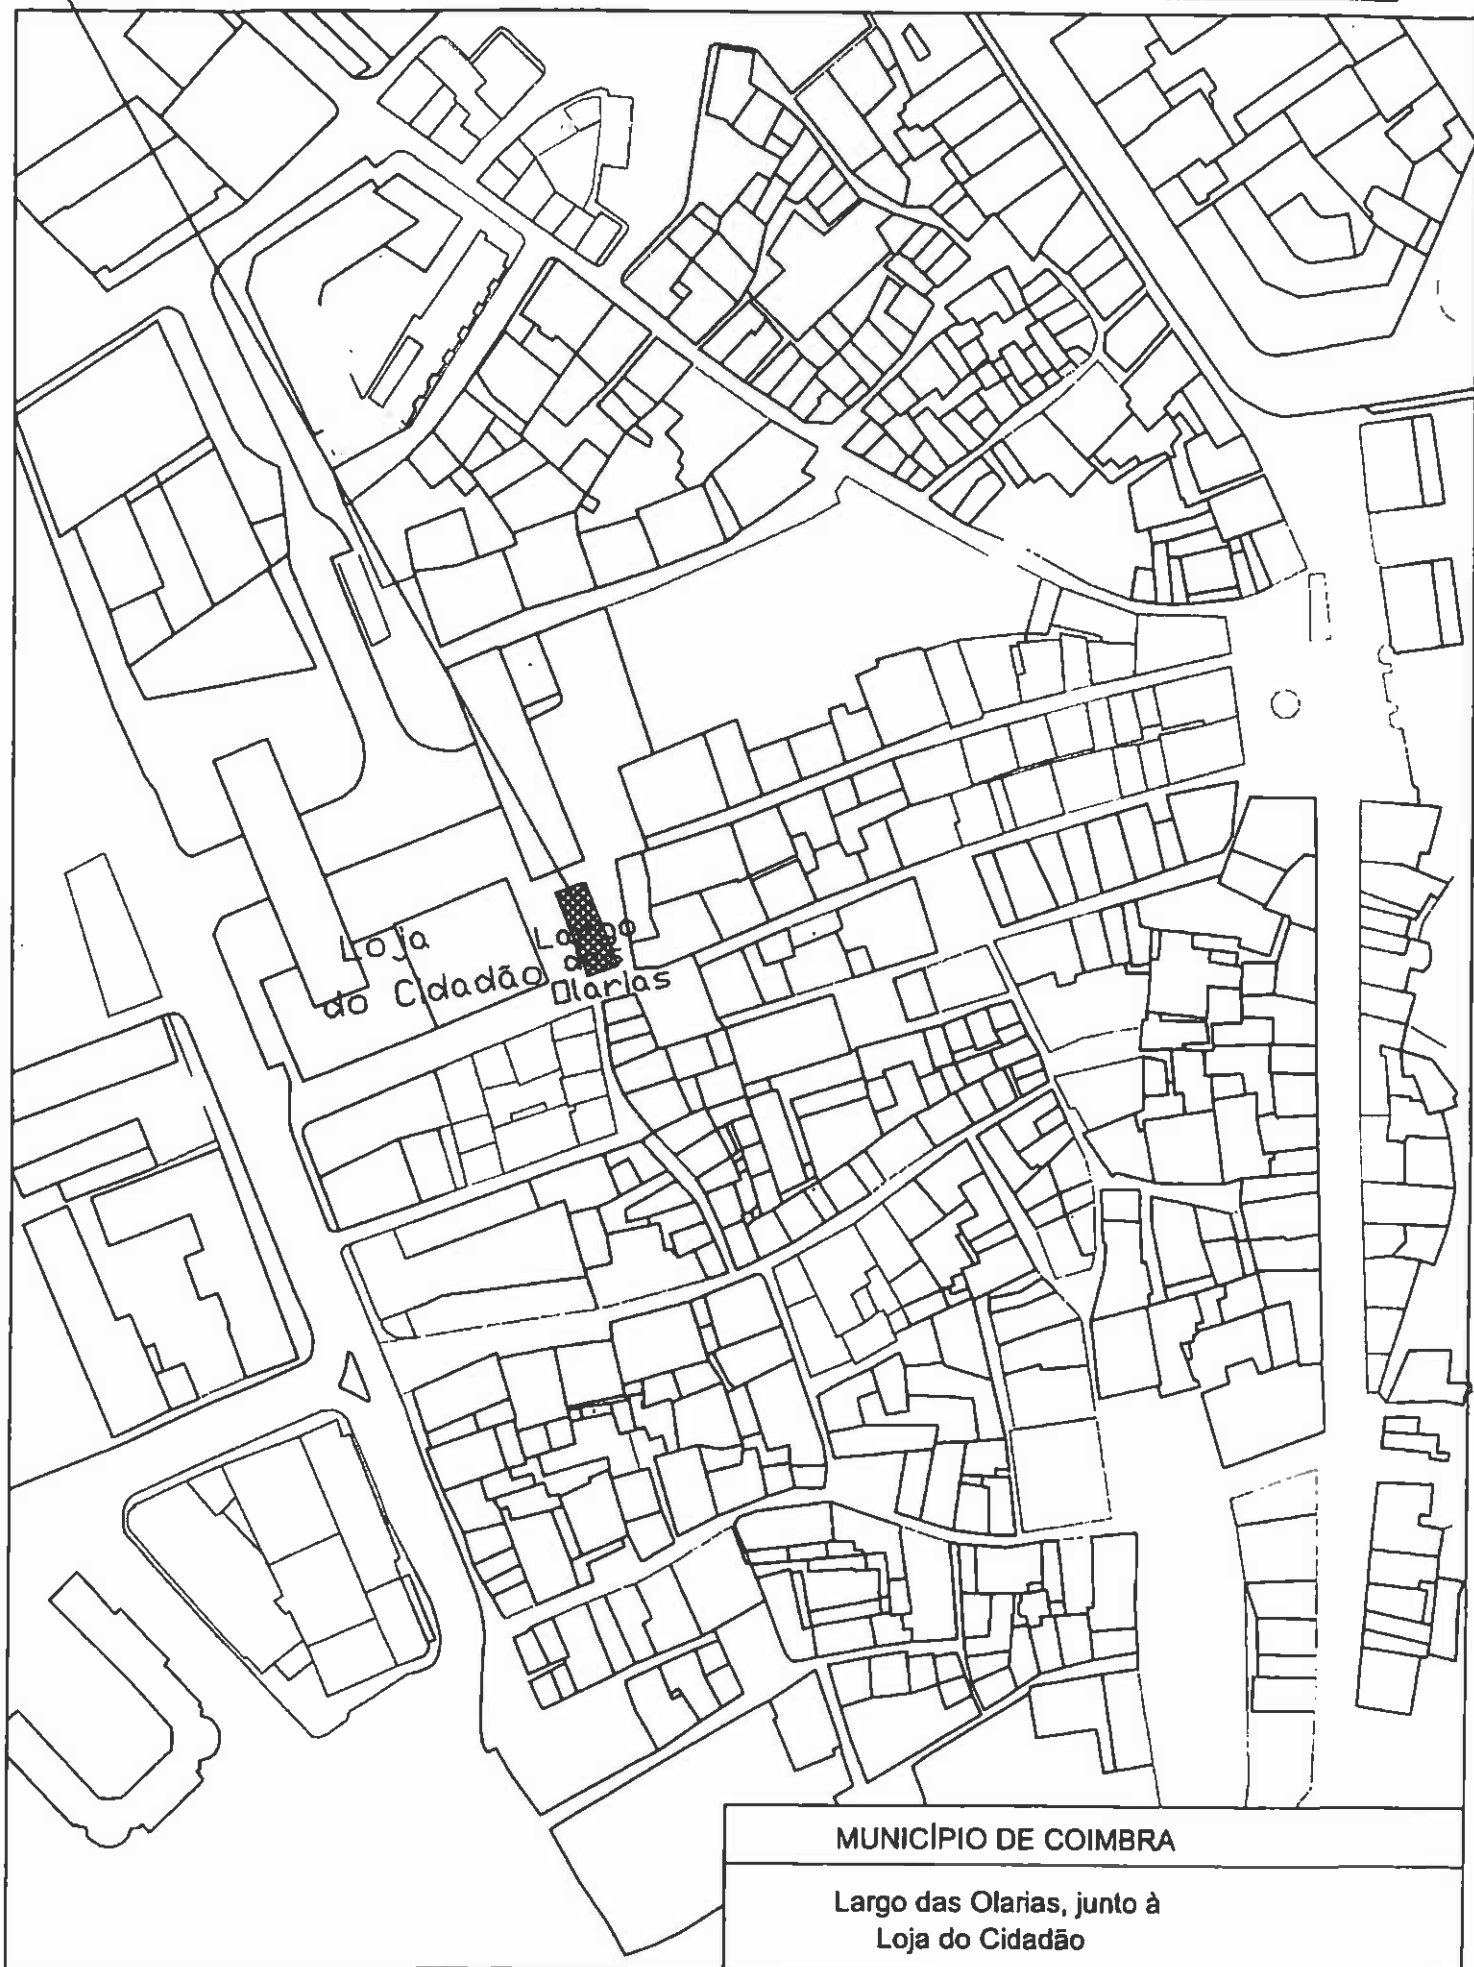 Loja
do Cidadão
Largo
das
Olarias
MUNICÍPIO DE COIMBRA
Largo das Olarias, junto à
Loja do Cidadão